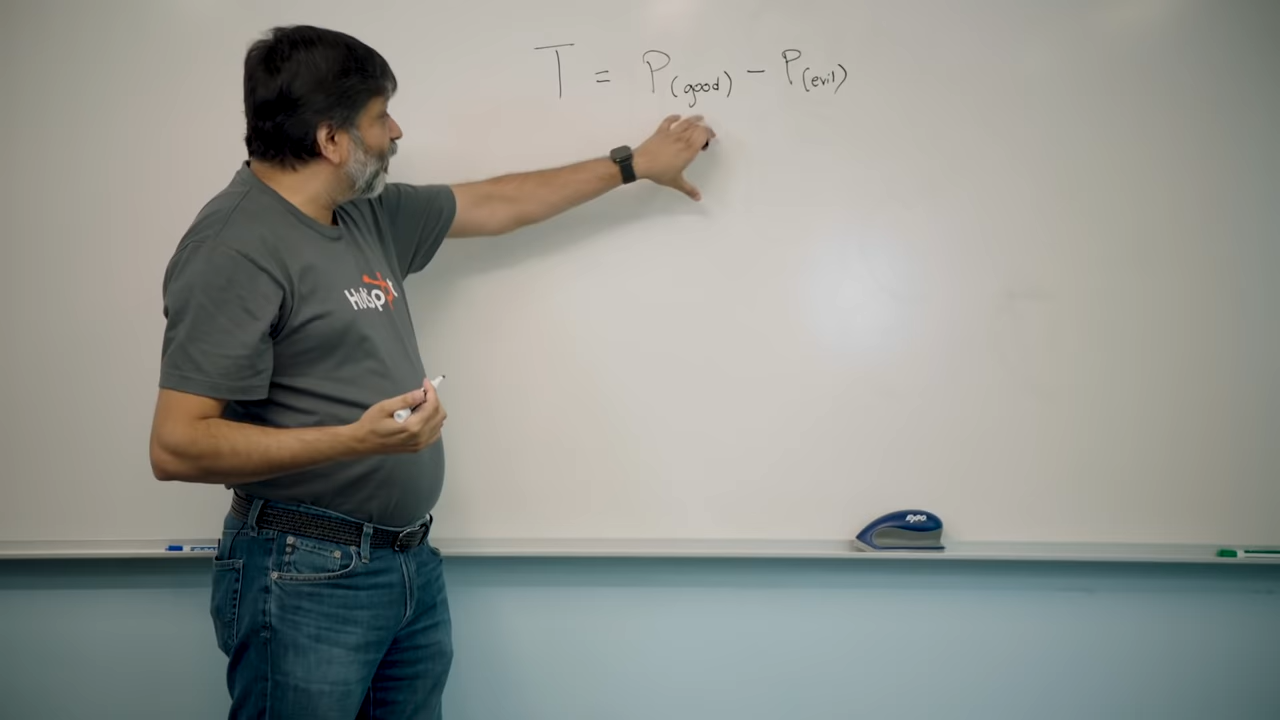 T = P(good) - P(evil)
HubSpot
EXPO